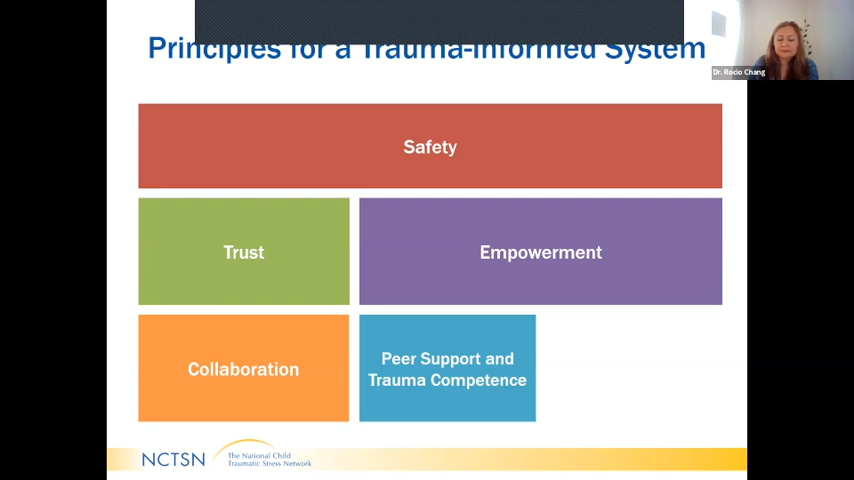 Principles for a Trauma-Informed System
Dr. Rocio Chang
Safety
Trust
Empowerment
Collaboration
Peer Support and
Trauma Competence
NCTSN
The National Child
Traumatic Stress Network